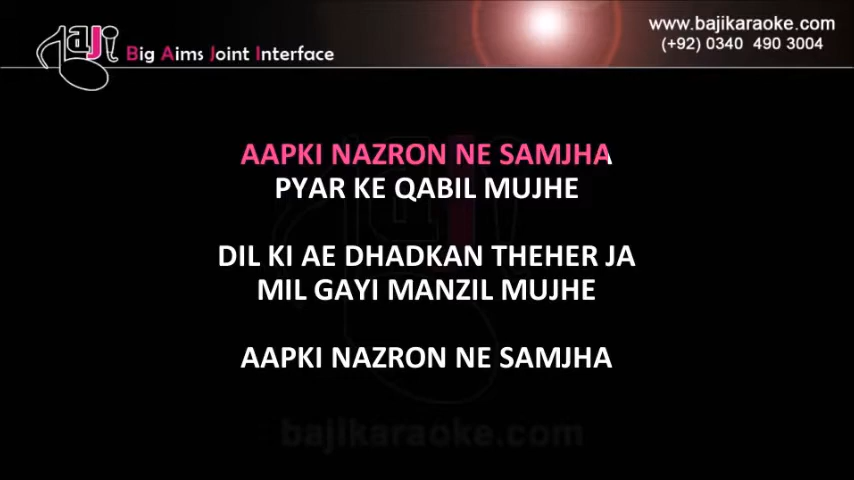 www.bajikaraoke.com
Baji Big Aims Joint Interface
(+92) 0340 490 3004
AAPKI NAZRON NE SAMJHA
PYAR KE QABIL MUJHE
DIL KI AE DHADKAN THEHER JA
MIL GAYI MANZIL MUJHE
AAPKI NAZRON NE SAMJHA
bajikaraoke.com